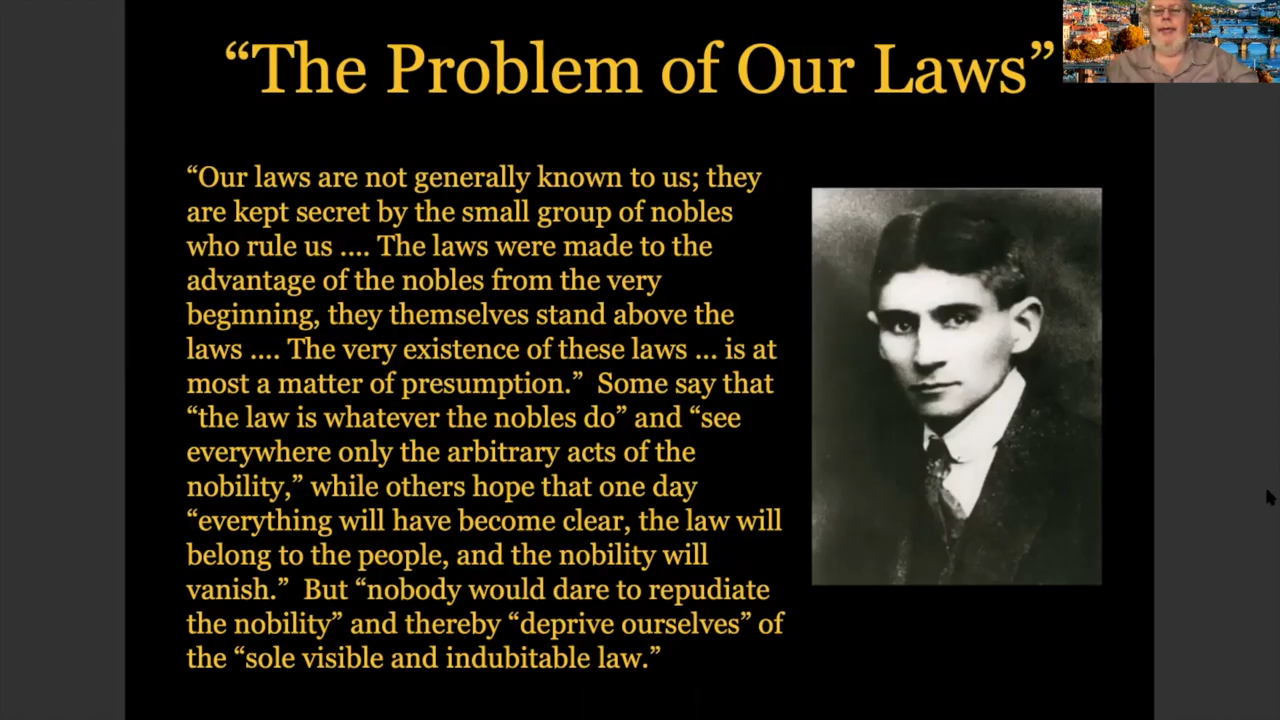 “The Problem of Our Laws”
“Our laws are not generally known to us; they
are kept secret by the small group of nobles
who rule us .... The laws were made to the
advantage of the nobles from the very
beginning, they themselves stand above the
laws .... The very existence of these laws ... is at
most a matter of presumption.”  Some say that
“the law is whatever the nobles do” and “see
everywhere only the arbitrary acts of the
nobility,” while others hope that one day
“everything will have become clear, the law will
belong to the people, and the nobility will
vanish.”  But “nobody would dare to repudiate
the nobility” and thereby “deprive ourselves” of
the “sole visible and indubitable law.”